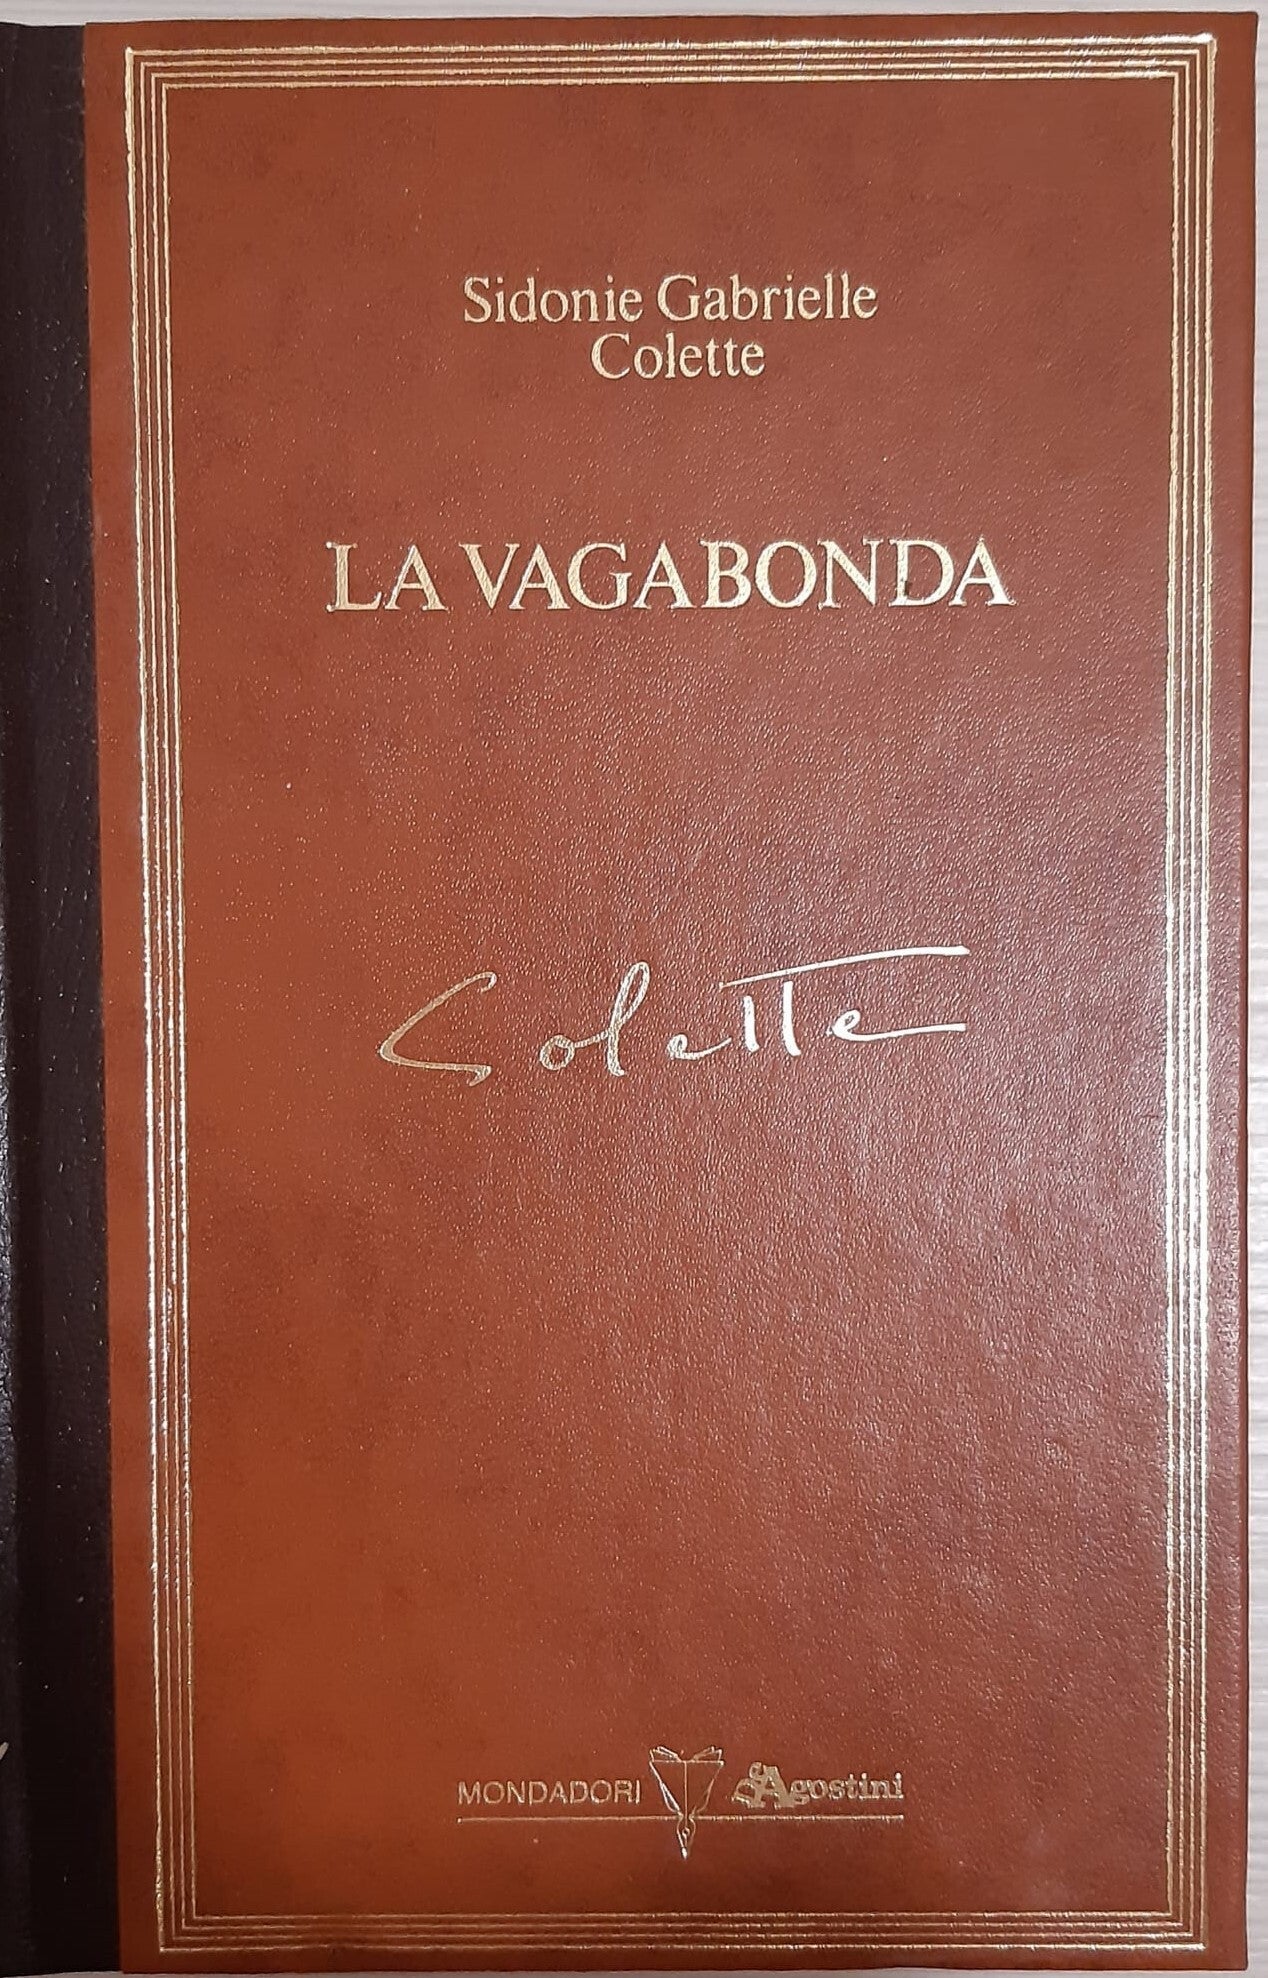 Sidonie Gabrielle
Colette
LA VAGABONDA
Colette
MONDADORI DeAgostini